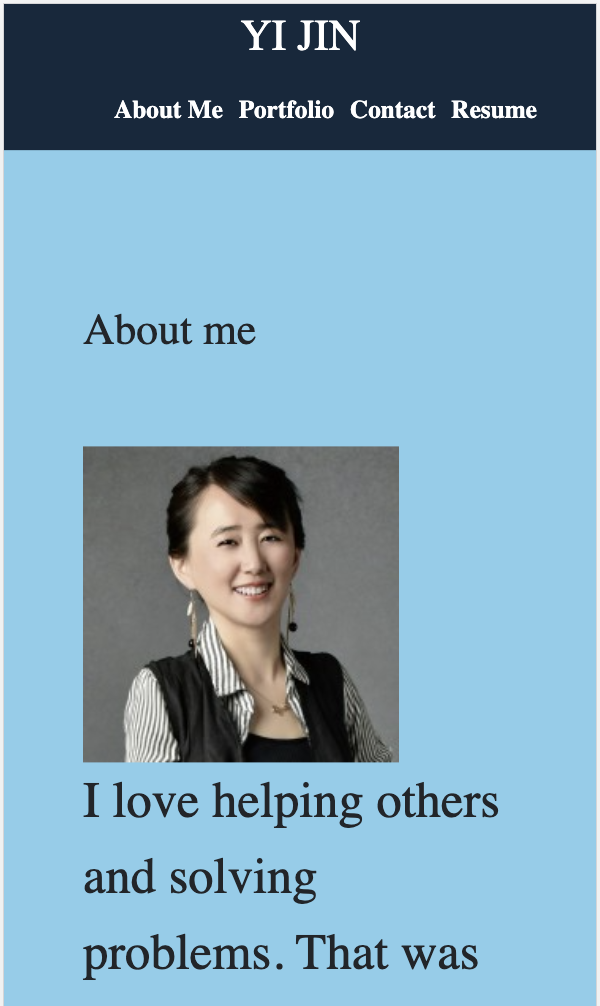 YI JIN
About Me Portfolio Contact Resume
About me
I love helping others
and solving
problems. That was